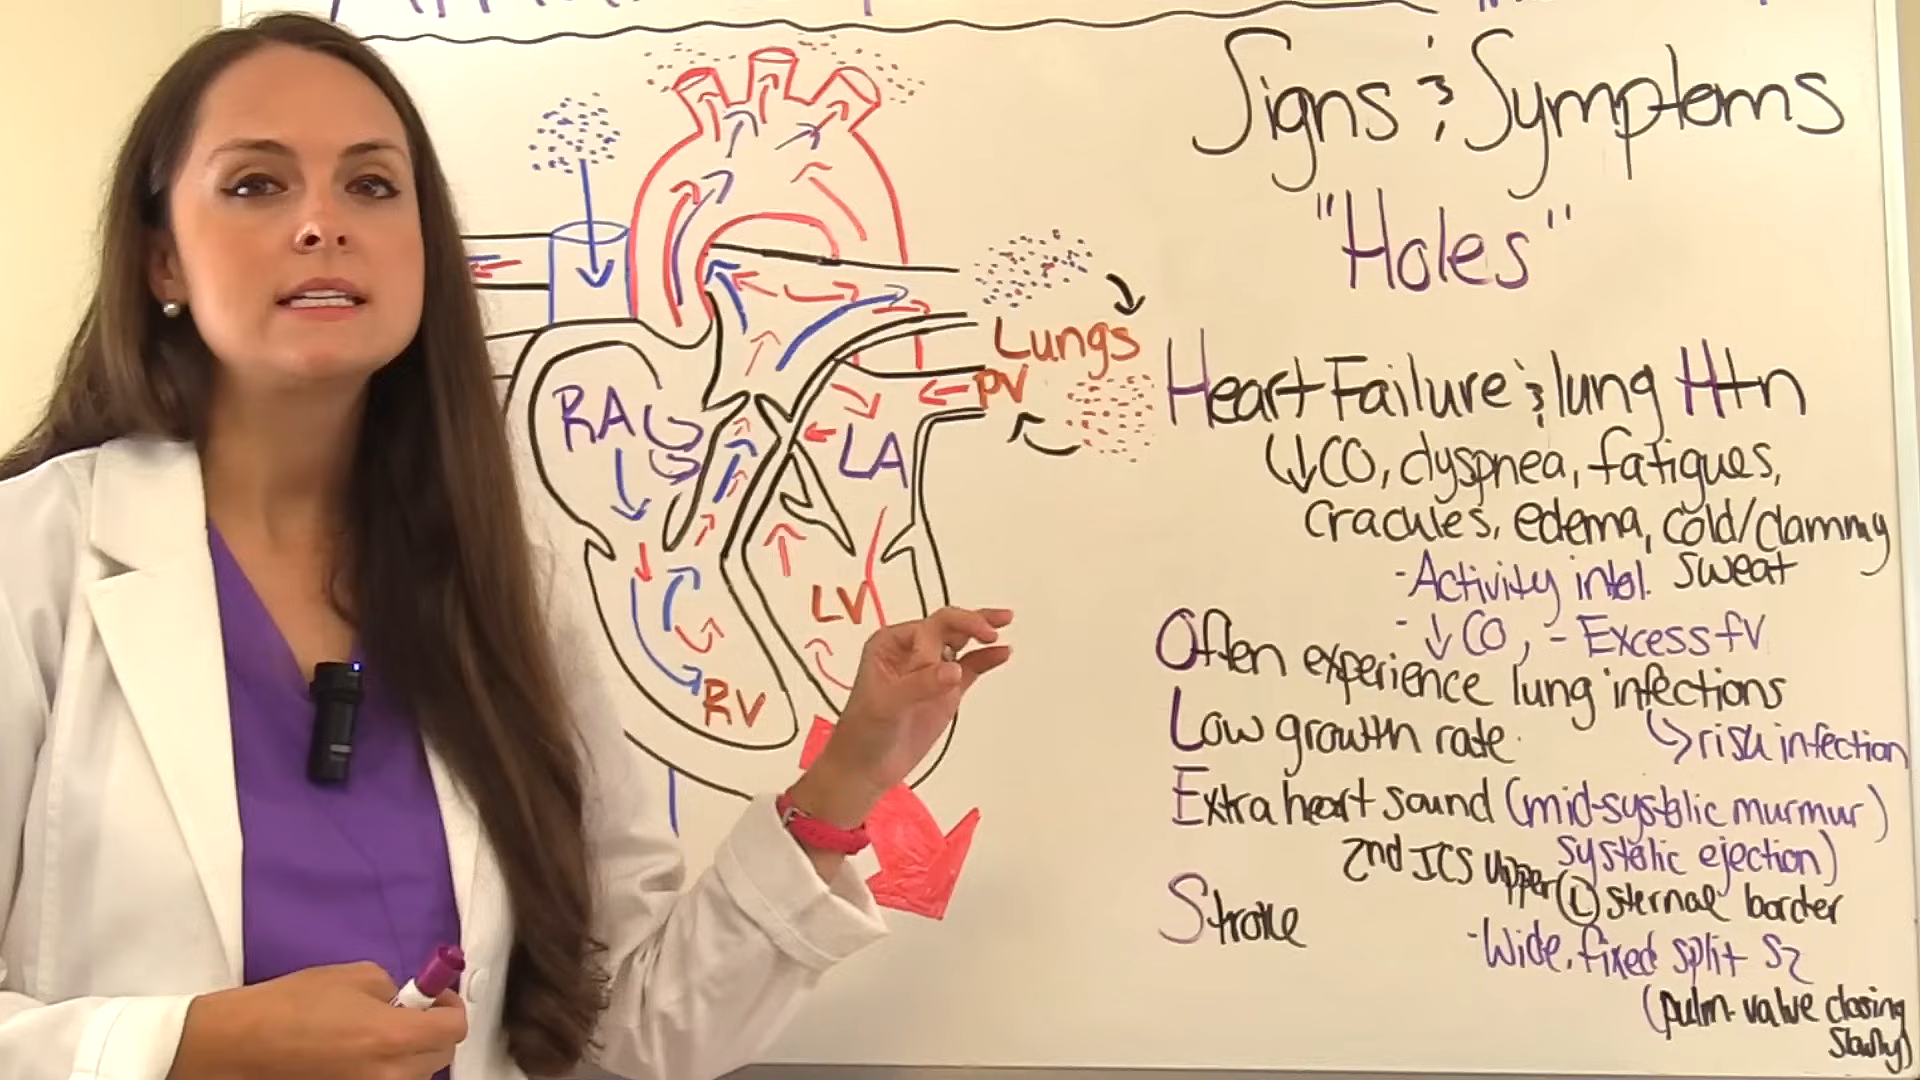 Signs & Symptoms
"Holes"
Heart Failure & lung Htn
↓CO, dyspnea, fatigues,
cracules, edema, cold/clammy
sweat
- Activity intol.
- ↓CO, - Excess fV
Often experience lung infections
↳ risk infection
Low growth rate
Extra heart sound (mid-systolic murmur)
systolic ejection)
2nd ICS upper (L) sternal border
- Wide, fixed split S2
(pulm. valve closing
slowly)
Stroke
Lungs
PV
RA
LA
LV
RV